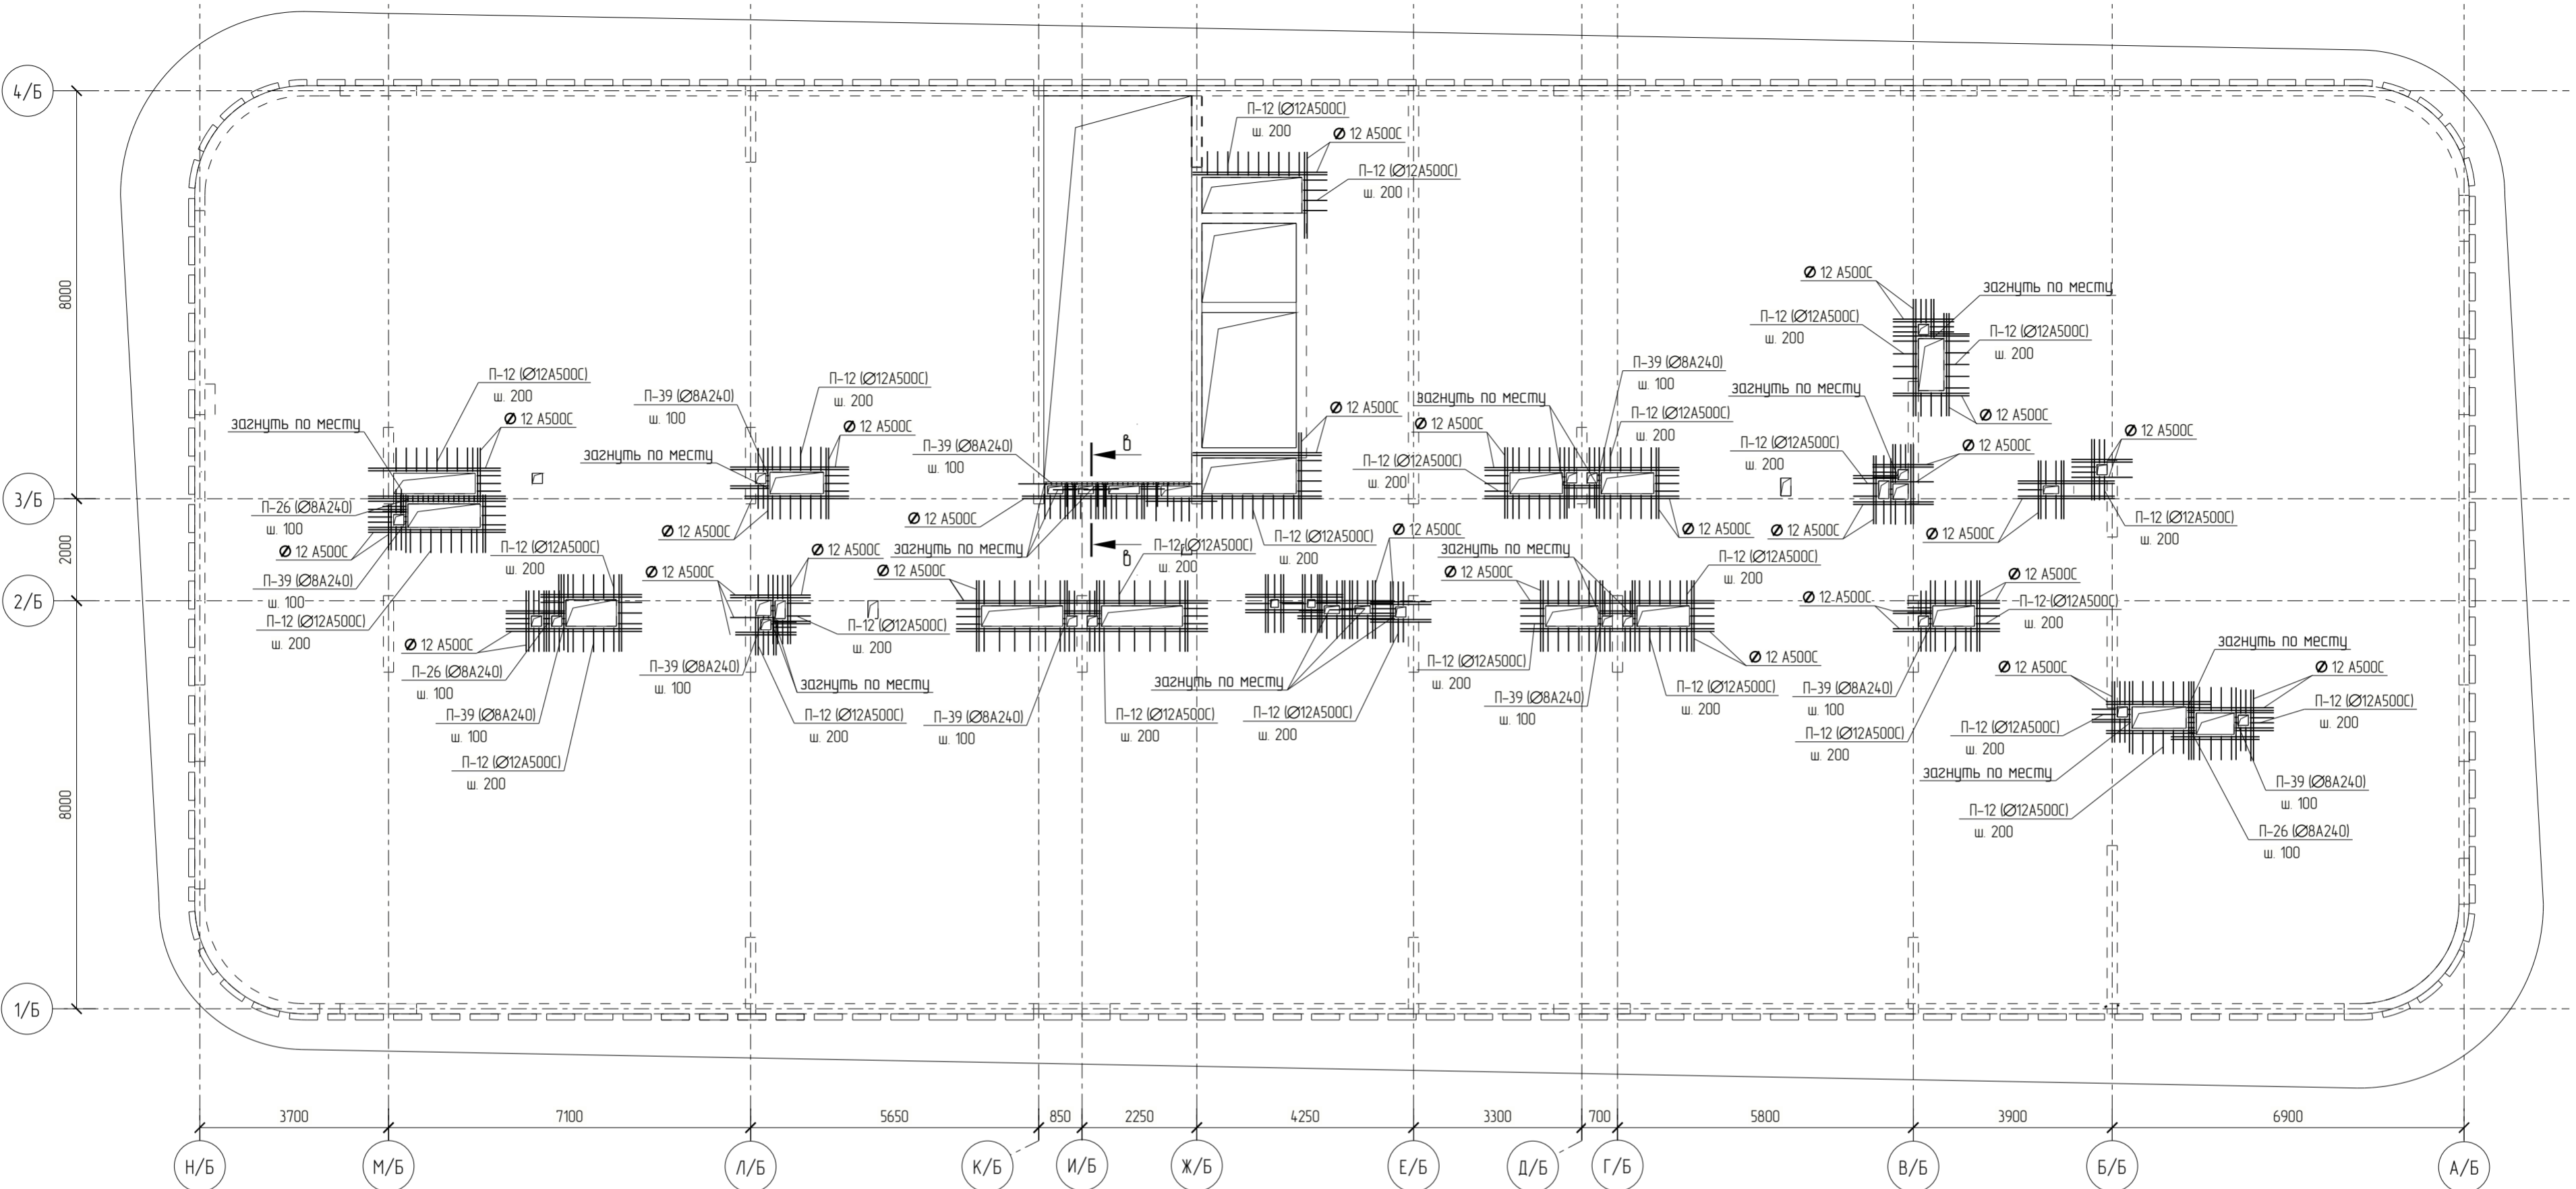 4/Б
П-12 (Ø12А500С)
ш. 200
Ø 12 А500С
П-12 (Ø12А500С)
ш. 200
8000
Ø 12 А500С
загнуть по месту
П-12 (Ø12А500С)
ш. 200
П-12 (Ø12А500С)
ш. 200
П-12 (Ø12А500С)
ш. 200
Ø 12 А500С
загнуть по месту
П-39 (Ø8А240)
ш. 100
П-12 (Ø12А500С)
ш. 200
Ø 12 А500С
загнуть по месту
П-39 (Ø8А240)
ш. 100
Ø 12 А500С
загнуть по месту
Ø 12 А500С
П-12 (Ø12А500С)
ш. 200
П-39 (Ø8А240)
ш. 100
П-12 (Ø12А500С)
ш. 200
загнуть по месту
П-12 (Ø12А500С)
ш. 200
Ø 12 А500С
Ø 12 А500С
Ø 12 А500С
3/Б
П-26 (Ø8А240)
ш. 100
Ø 12 А500С
П-39 (Ø8А240)
ш. 100
П-12 (Ø12А500С)
ш. 200
Ø 12 А500С
Ø 12 А500С
загнуть по месту
П-12 (Ø12А500С)
ш. 200
Ø 12 А500С
Ø 12 А500С
Ø 12 А500С
П-12 (Ø12А500С)
ш. 200
2000
П-12 (Ø12А500С)
ш. 200
Ø 12 А500С
Ø 12 А500С
Ø 12 А500С
П-12 (Ø12А500С)
ш. 200
Ø 12 А500С
загнуть по месту
Ø 12 А500С
П-12 (Ø12А500С)
ш. 200
Ø 12 А500С
Ø 12 А500С
П-12 (Ø12А500С)
ш. 200
2/Б
Ø 12 А500С
П-26 (Ø8А240)
ш. 100
П-39 (Ø8А240)
ш. 100
П-12 (Ø12А500С)
ш. 200
П-12 (Ø12А500С)
ш. 200
П-39 (Ø8А240)
ш. 100
загнуть по месту
П-12 (Ø12А500С)
ш. 200
П-39 (Ø8А240)
ш. 100
П-12 (Ø12А500С)
ш. 200
загнуть по месту
П-12 (Ø12А500С)
ш. 200
П-12 (Ø12А500С)
ш. 200
П-39 (Ø8А240)
ш. 100
Ø 12 А500С
П-12 (Ø12А500С)
ш. 200
П-39 (Ø8А240)
ш. 100
П-12 (Ø12А500С)
ш. 200
загнуть по месту
Ø 12 А500С
Ø 12 А500С
П-12 (Ø12А500С)
ш. 200
П-12 (Ø12А500С)
ш. 200
загнуть по месту
П-39 (Ø8А240)
ш. 100
П-12 (Ø12А500С)
ш. 200
П-26 (Ø8А240)
ш. 100
8000
1/Б
3700
7100
5650
850
2250
4250
3300
700
5800
3900
6900
Н/Б
М/Б
Л/Б
К/Б
И/Б
Ж/Б
Е/Б
Д/Б
Г/Б
В/Б
Б/Б
А/Б